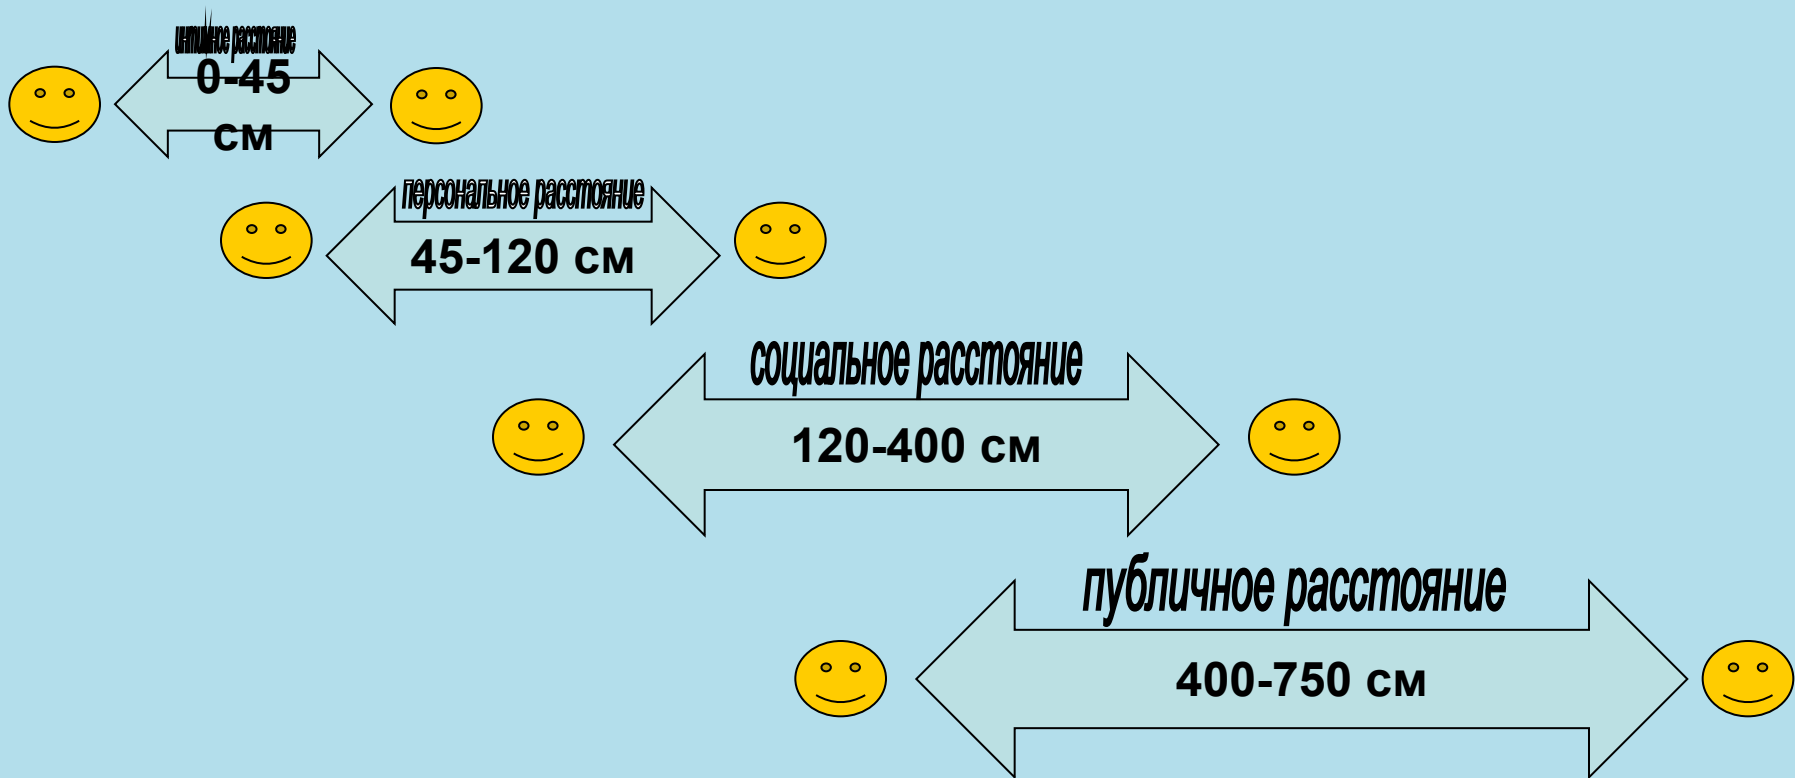 интимное расстояние
0-45
см
персональное расстояние
45-120 см
социальное расстояние
120-400 см
публичное расстояние
400-750 см